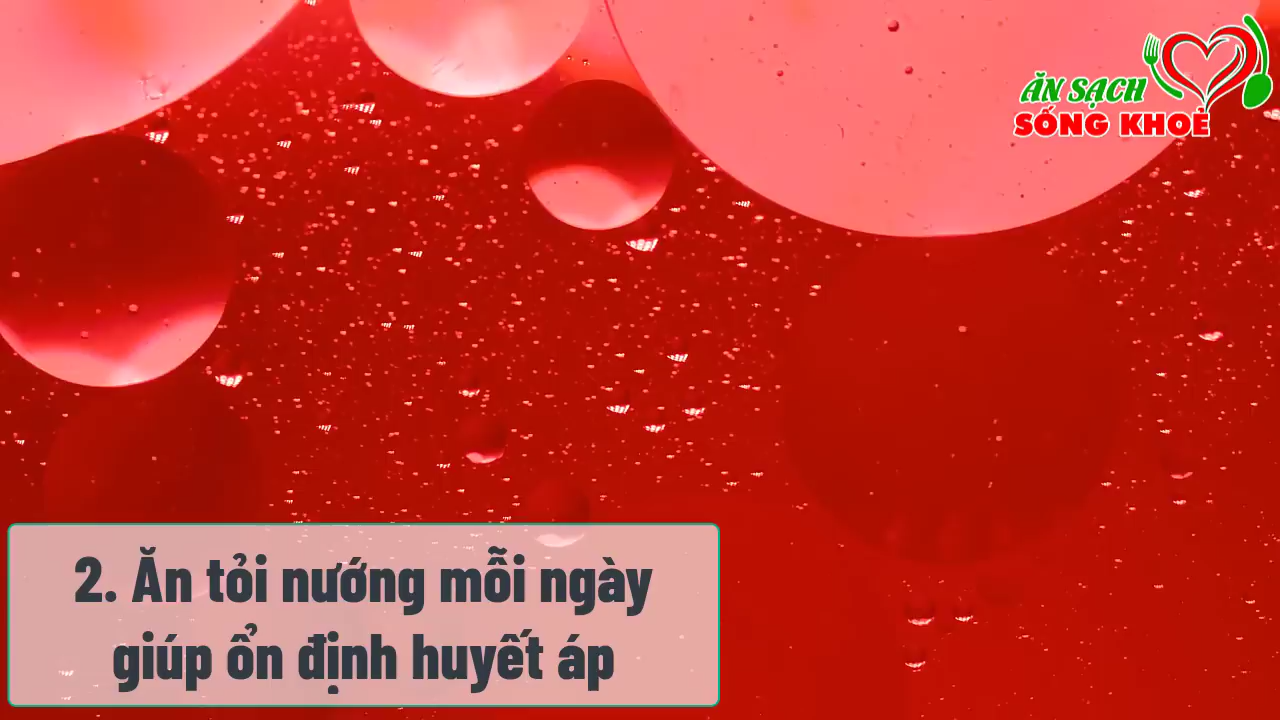 ĂN SẠCH
SỐNG KHOẺ
2. Ăn tỏi nướng mỗi ngày
giúp ổn định huyết áp